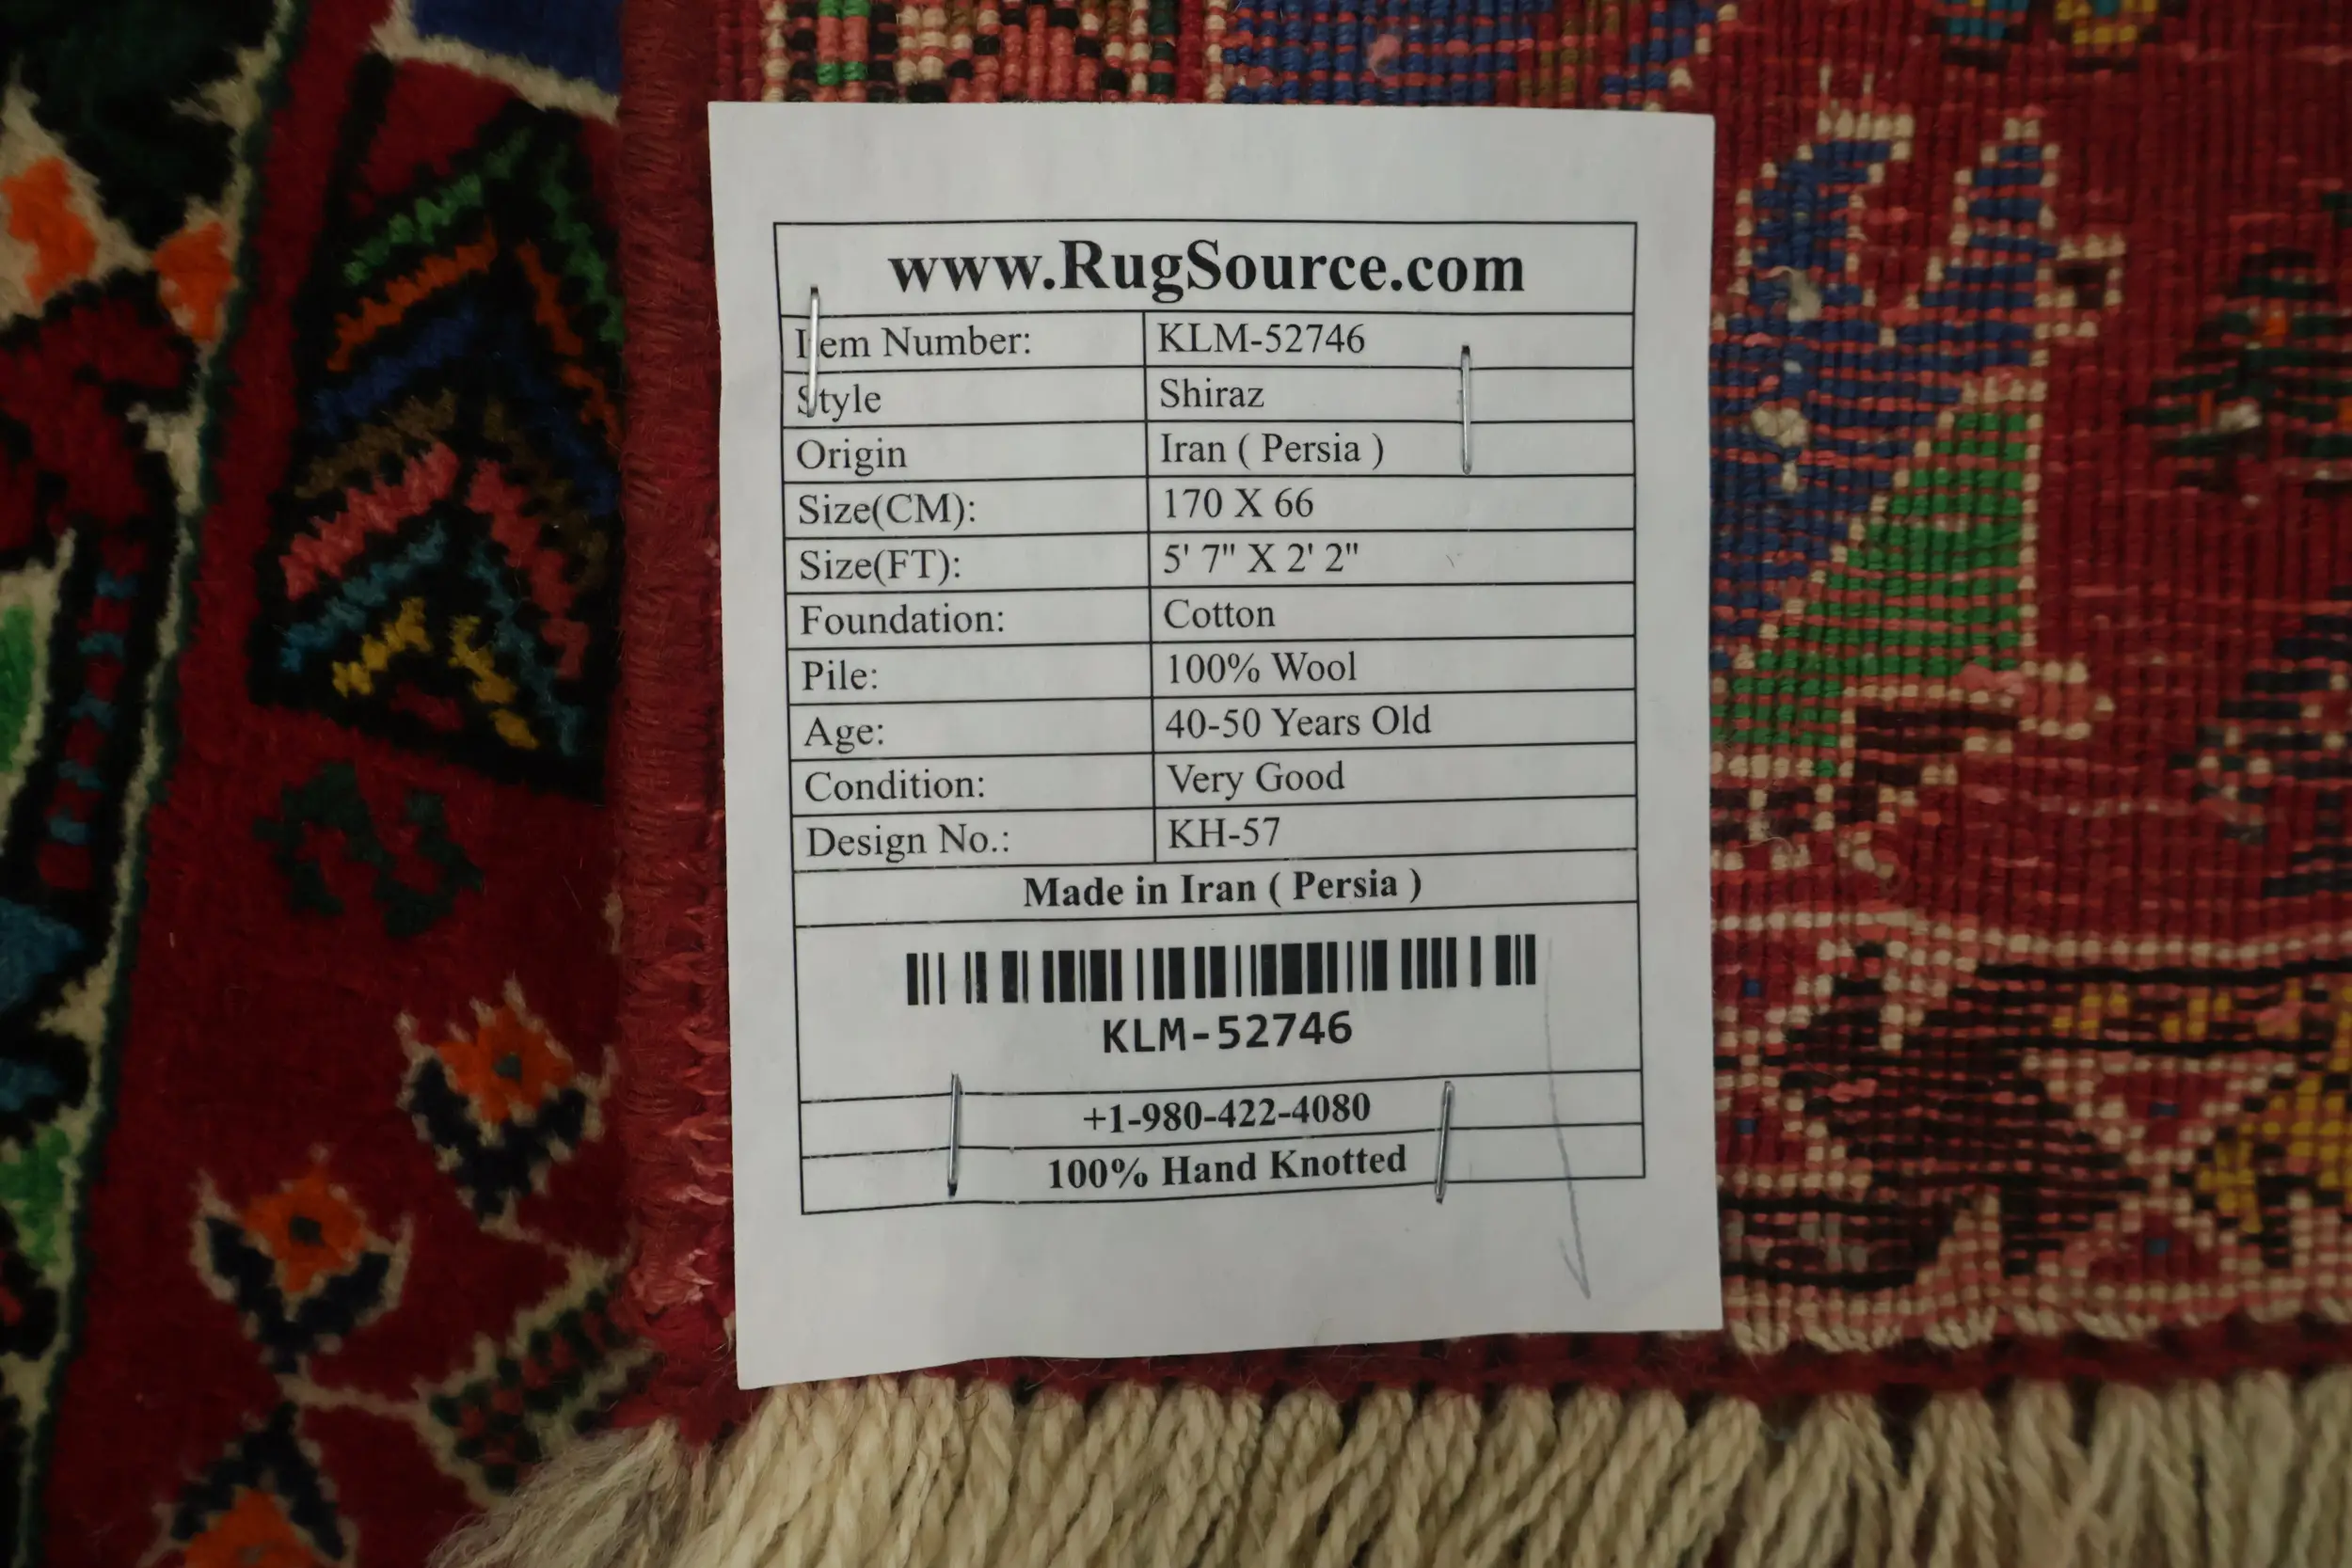 www.RugSource.com
Item Number: KLM-52746
Style Shiraz
Origin Iran ( Persia )
Size(CM): 170 X 66
Size(FT): 5' 7" X 2' 2"
Foundation: Cotton
Pile: 100% Wool
Age: 40-50 Years Old
Condition: Very Good
Design No.: KH-57
Made in Iran ( Persia )
KLM-52746
+1-980-422-4080
100% Hand Knotted